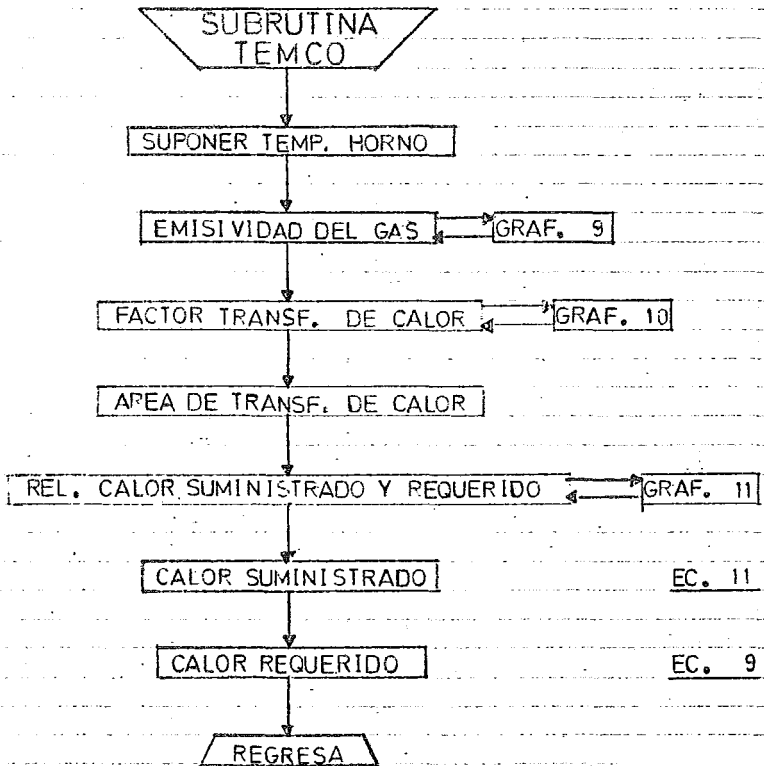 SUBRUTINA
TEMCO
SUPONER TEMP. HORNO
EMISIVIDAD DEL GAS
GRAF. 9
FACTOR TRANSF. DE CALOR
GRAF. 10
AREA DE TRANSF. DE CALOR
REL. CALOR SUMINISTRADO Y REQUERIDO
GRAF. 11
CALOR SUMINISTRADO
EC. 11
CALOR REQUERIDO
EC. 9
REGRESA